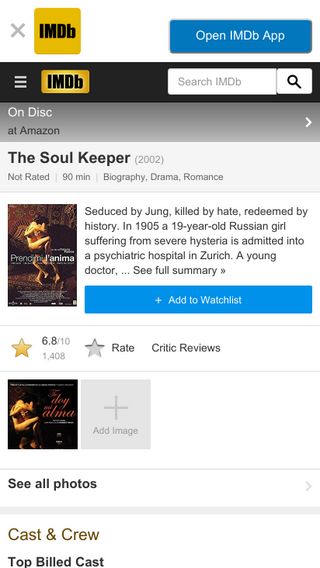 IMDb
Open IMDb App
IMDb
Search IMDb
On Disc
at Amazon
The Soul Keeper (2002)
Not Rated | 90 min | Biography, Drama, Romance
Prendimi l'anima
Seduced by Jung, killed by hate, redeemed by
history. In 1905 a 19-year-old Russian girl
suffering from severe hysteria is admitted into
a psychiatric hospital in Zurich. A young
doctor, ... See full summary »
+ Add to Watchlist
6.8/10
1,408
Rate
Critic Reviews
Te doy
mi
alma
Add Image
See all photos
Cast & Crew
Top Billed Cast